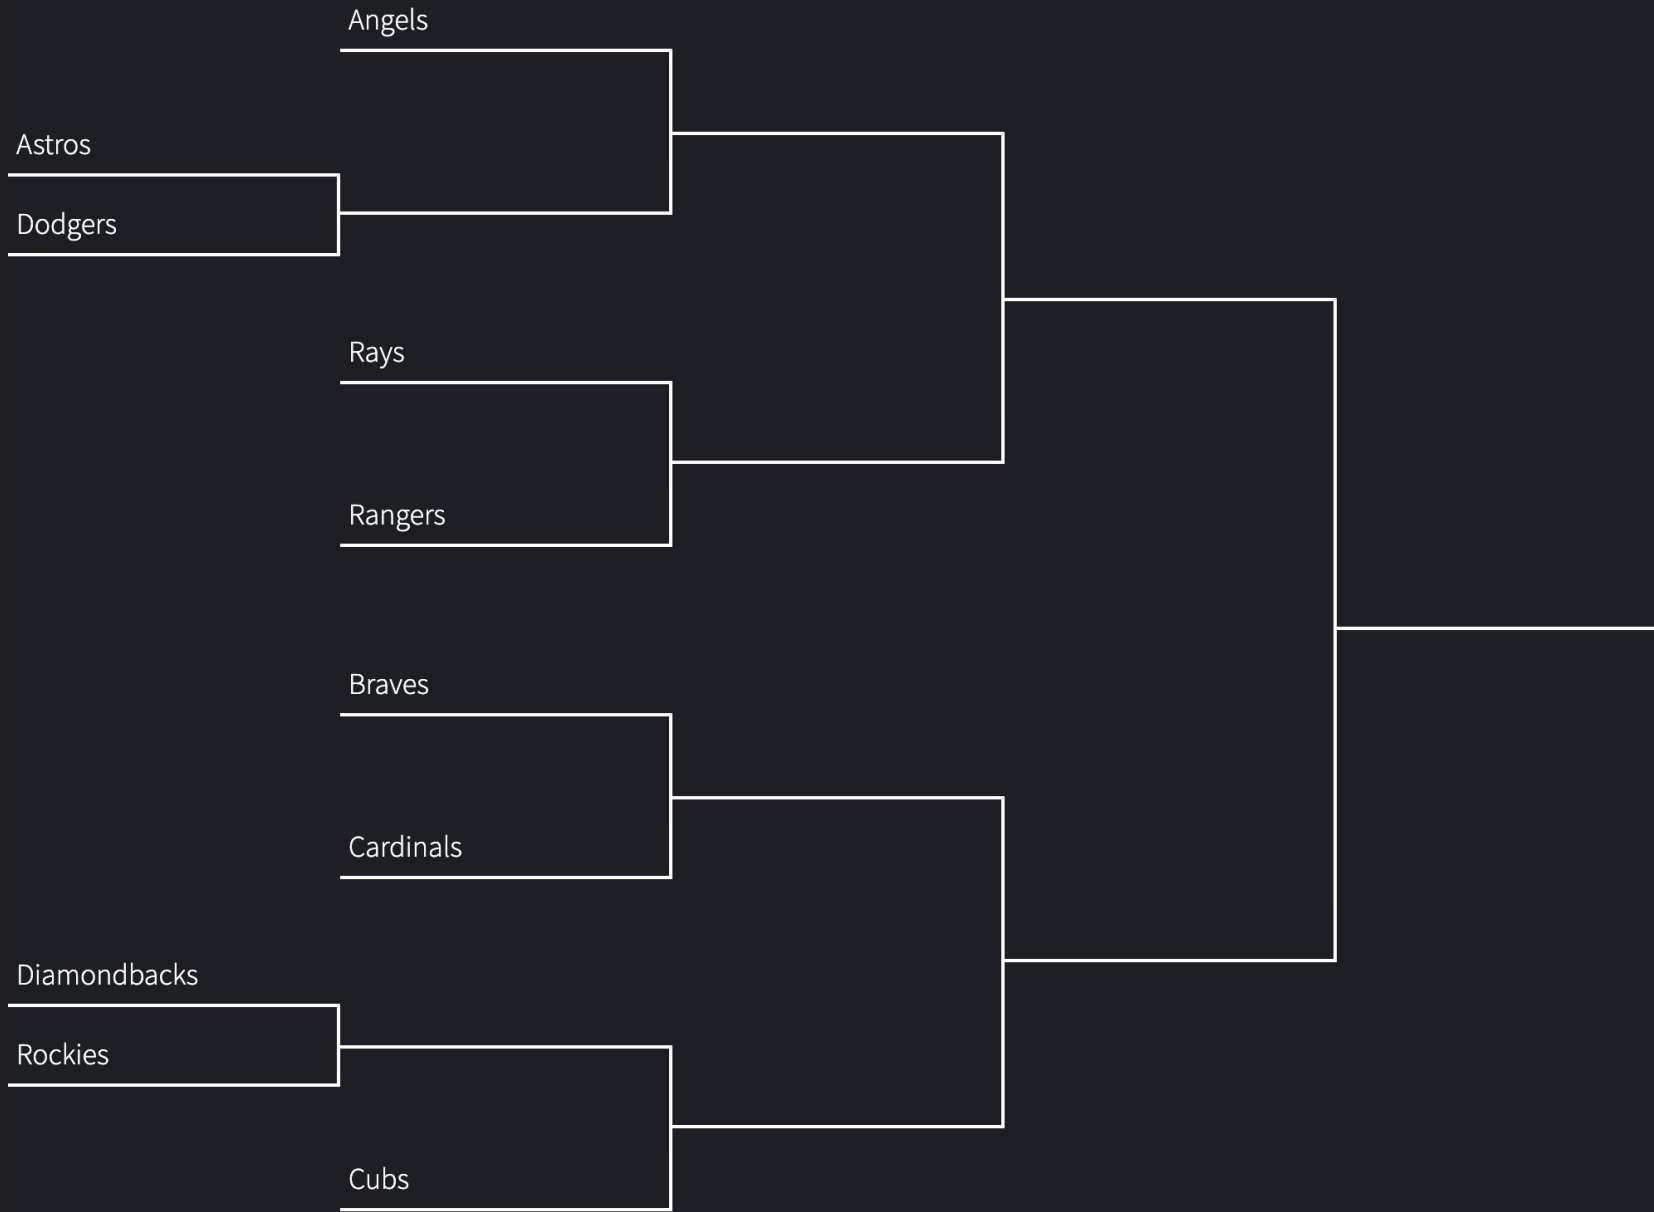 Angels
Astros
Dodgers
Rays
Rangers
Braves
Cardinals
Diamondbacks
Rockies
Cubs